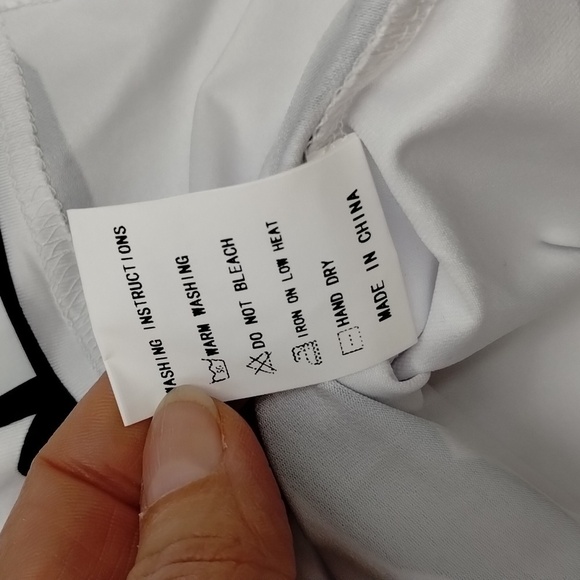 WASHING INSTRUCTIONS
WARM WASHING
DO NOT BLEACH
IRON ON LOW HEAT
HAND DRY
MADE IN CHINA